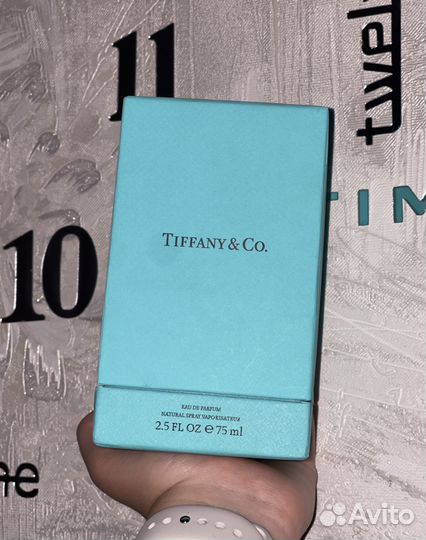 11
twel
TIM
TIFFANY & CO.
10
EAU DE PARFUM
NATURAL SPRAY VAPORISATEUR
2.5 FL OZ ℮ 75 ml
ne
Avito